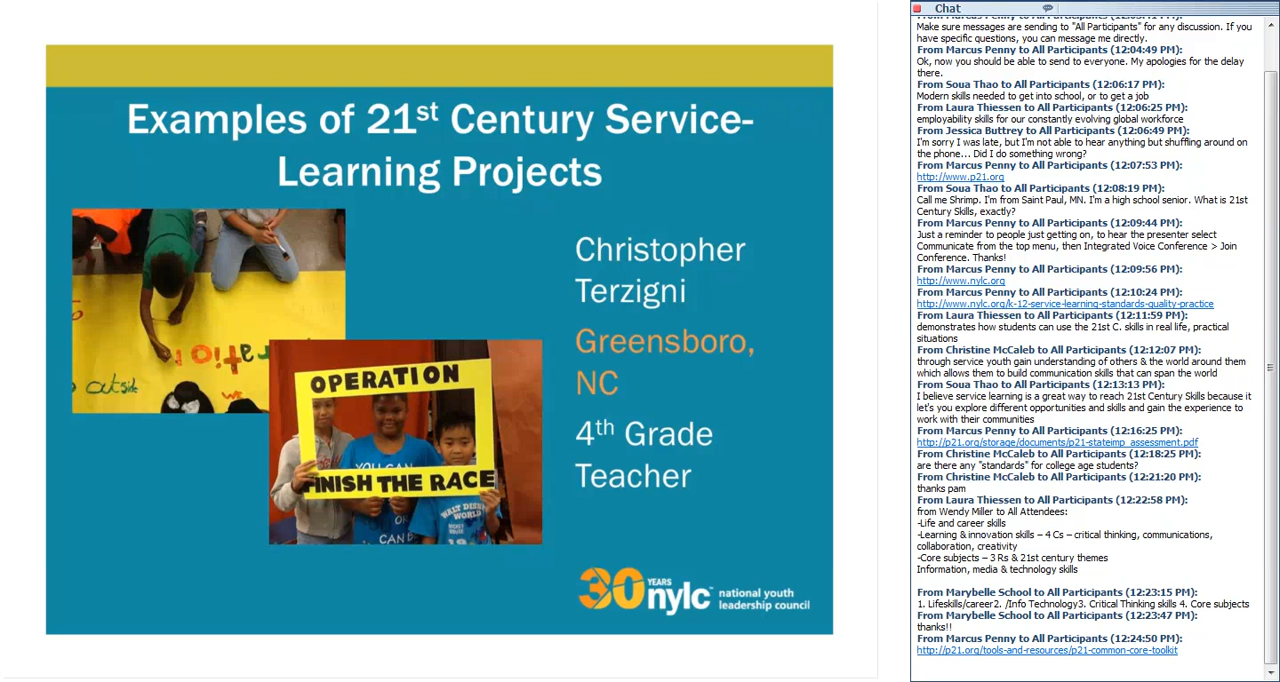 Examples of 21st Century Service-
Learning Projects
Christopher
Terzigni
Greensboro,
NC
4th Grade
Teacher
outside
OPERATION
FINISH THE RACE
YOU CAN
WALT DISNEY
WORLD
30 YEARS nylc national youth
leadership council
Chat
From Marcus Penny to All Participants
Make sure messages are sending to "All Participants" for any discussion. If you
have specific questions, you can message me directly.
From Marcus Penny to All Participants (12:04:49 PM):
Ok, now you should be able to send to everyone. My apologies for the delay
there.
From Soua Thao to All Participants (12:06:17 PM):
Modern skills needed to get into school, or to get a job
From Laura Thiessen to All Participants (12:06:25 PM):
employability skills for our constantly evolving global workforce
From Jessica Buttrey to All Participants (12:06:49 PM):
I'm sorry I was late, but I'm not able to hear anything but shuffling around on
the phone... Did I do something wrong?
From Marcus Penny to All Participants (12:07:53 PM):
http://www.p21.org
From Soua Thao to All Participants (12:08:19 PM):
Call me Shrimp. I'm from Saint Paul, MN. I'm a high school senior. What is 21st
Century Skills, exactly?
From Marcus Penny to All Participants (12:09:44 PM):
Just a reminder to people just getting on, to hear the presenter select
Communicate from the top menu, then Integrated Voice Conference > Join
Conference. Thanks!
From Marcus Penny to All Participants (12:09:56 PM):
http://www.nylc.org
From Marcus Penny to All Participants (12:10:24 PM):
http://www.nylc.org/k-12-service-learning-standards-quality-practice
From Laura Thiessen to All Participants (12:11:59 PM):
demonstrates how students can use the 21st C. skills in real life, practical
situations
From Christine McCaleb to All Participants (12:12:07 PM):
through service youth gain understanding of others & the world around them
which allows them to build communication skills that can span the world
From Soua Thao to All Participants (12:13:13 PM):
I believe service learning is a great way to reach 21st Century Skills because it
let's you explore different opportunities and skills and gain the experience to
work with their communities
From Marcus Penny to All Participants (12:16:25 PM):
http://p21.org/storage/documents/p21-stateimp_assessment.pdf
From Christine McCaleb to All Participants (12:18:25 PM):
are there any "standards" for college age students?
From Christine McCaleb to All Participants (12:21:20 PM):
thanks pam
From Laura Thiessen to All Participants (12:22:58 PM):
from Wendy Miller to All Attendees:
-Life and career skills
-Learning & innovation skills – 4 Cs – critical thinking, communications,
collaboration, creativity
-Core subjects – 3 Rs & 21st century themes
Information, media & technology skills
From Marybelle School to All Participants (12:23:15 PM):
1. Lifeskills/career2. /Info Technology3. Critical Thinking skills 4. Core subjects
From Marybelle School to All Participants (12:23:47 PM):
thanks!!
From Marcus Penny to All Participants (12:24:50 PM):
http://p21.org/tools-and-resources/p21-common-core-toolkit